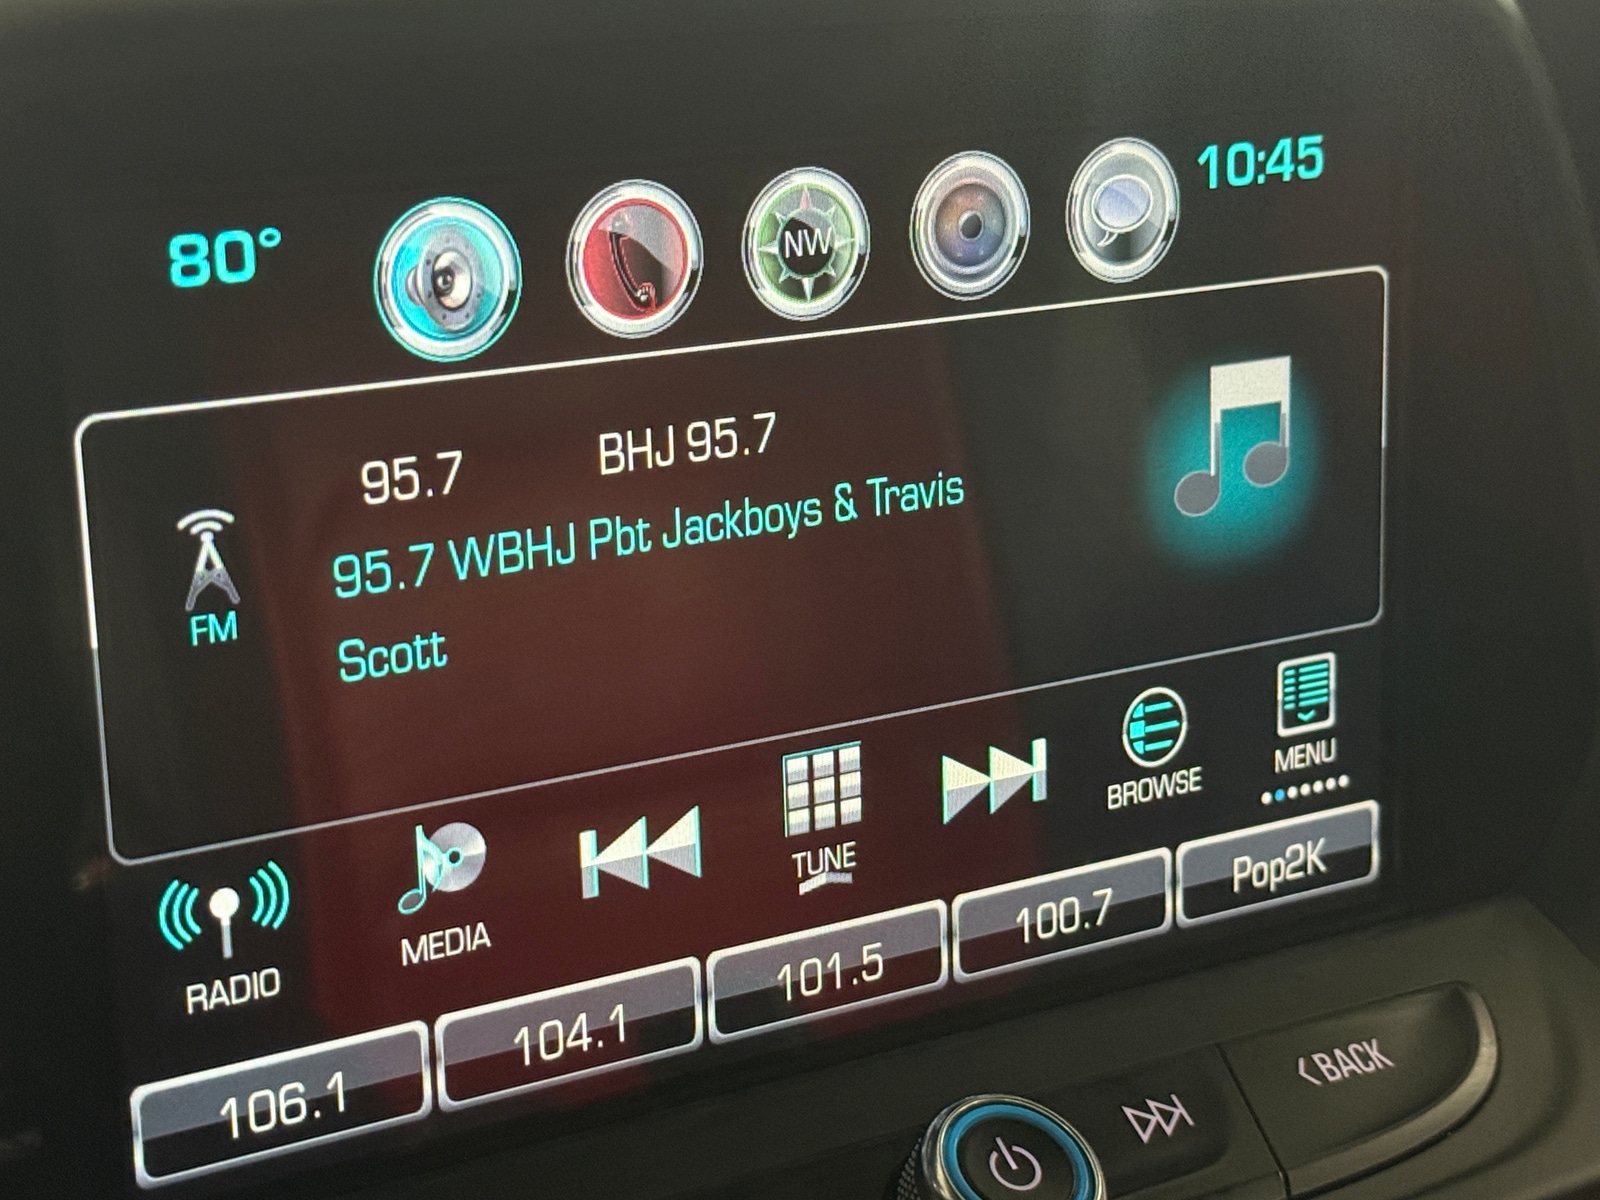 80°
NW
10:45
95.7 BHJ 95.7
95.7 WBHJ Pbt Jackboys & Travis
Scott
FM
RADIO
MEDIA
TUNE
BROWSE
MENU
106.1
104.1
101.5
100.7
Pop2K
BACK